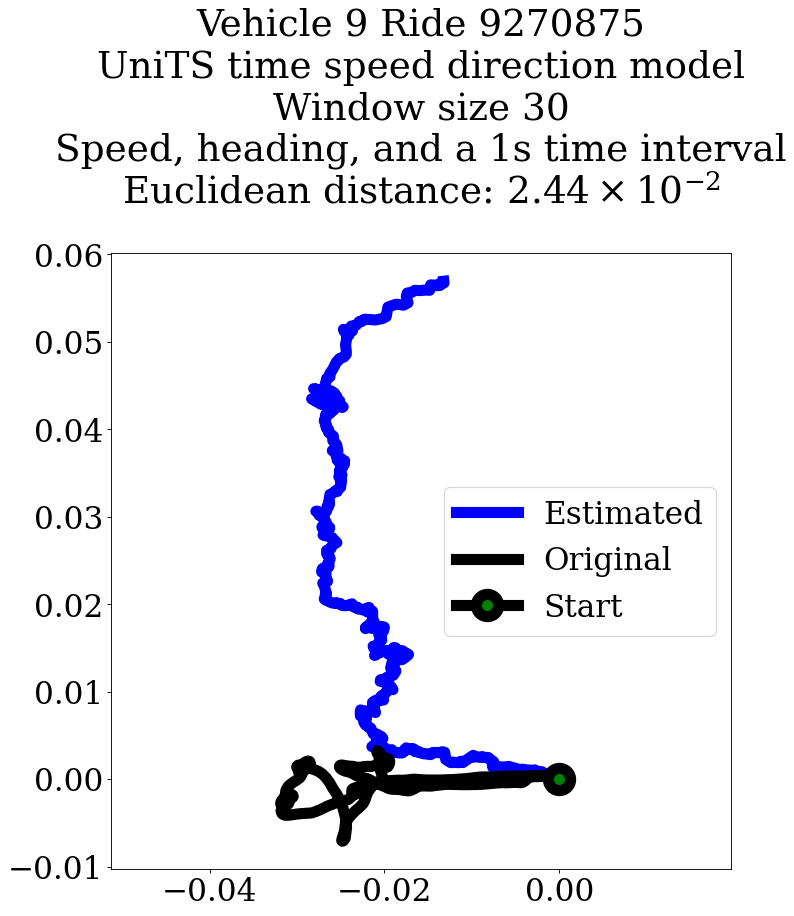 Vehicle 9 Ride 9270875
UniTS time speed direction model
Window size 30
Speed, heading, and a 1s time interval
Euclidean distance: 2.44 × 10⁻²
0.06
0.05
0.04
0.03
0.02
0.01
0.00
−0.01
Estimated
Original
Start
−0.04 −0.02 0.00